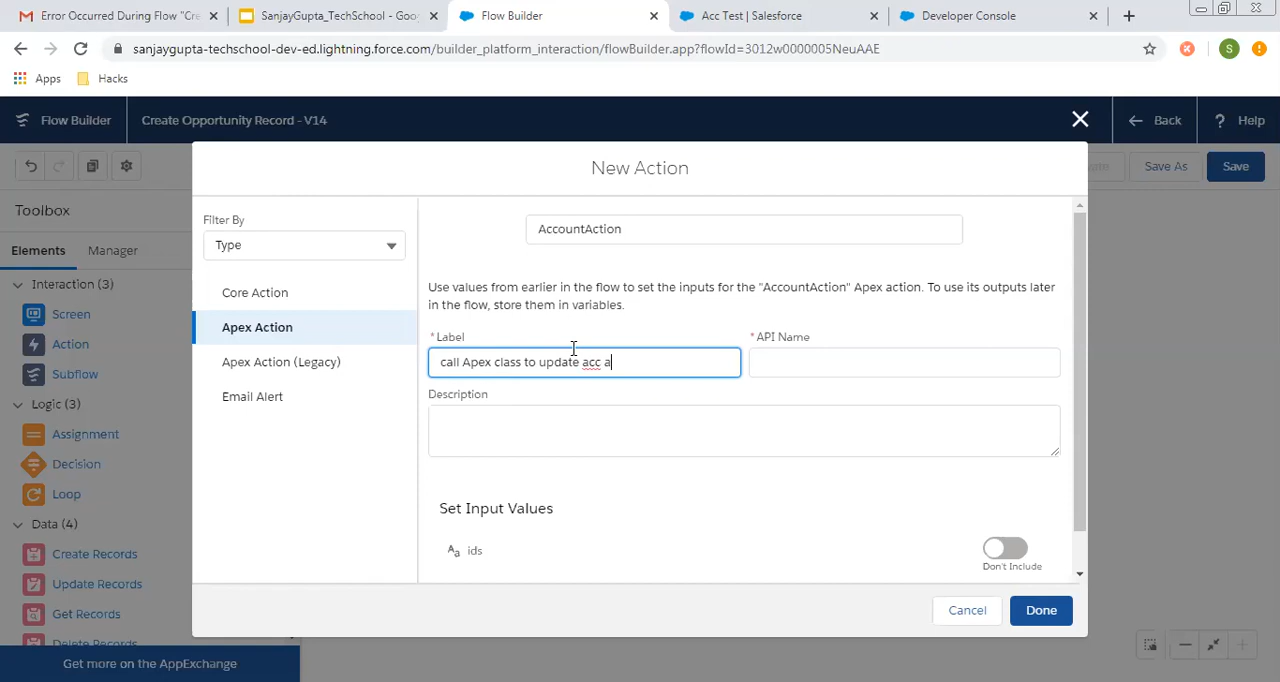 Error Occurred During Flow "Cre
SanjayGupta_TechSchool - Goo
Flow Builder
Acc Test | Salesforce
Developer Console
sanjaygupta-techschool-dev-ed.lightning.force.com/builder_platform_interaction/flowBuilder.app?flowId=3012w0000005NeuAAE
S
Apps
Hacks
Flow Builder
Create Opportunity Record - V14
Back
? Help
Save As
Save
New Action
Toolbox
Elements
Manager
Interaction (3)
Screen
Action
Subflow
Logic (3)
Assignment
Decision
Loop
Data (4)
Create Records
Update Records
Get Records
Delete Records
Get more on the AppExchange
Filter By
Type
Core Action
Apex Action
Apex Action (Legacy)
Email Alert
AccountAction
Use values from earlier in the flow to set the inputs for the "AccountAction" Apex action. To use its outputs later
in the flow, store them in variables.
*Label
*API Name
call Apex class to update acc a
Description
Set Input Values
Aa ids
Don't Include
Cancel
Done